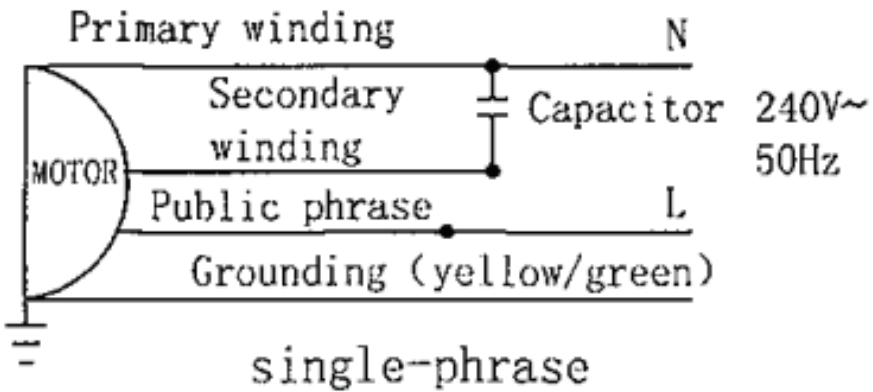 Primary winding N
Secondary
winding
Capacitor 240V~
50Hz
MOTOR
Public phrase L
Grounding (yellow/green)
single-phrase